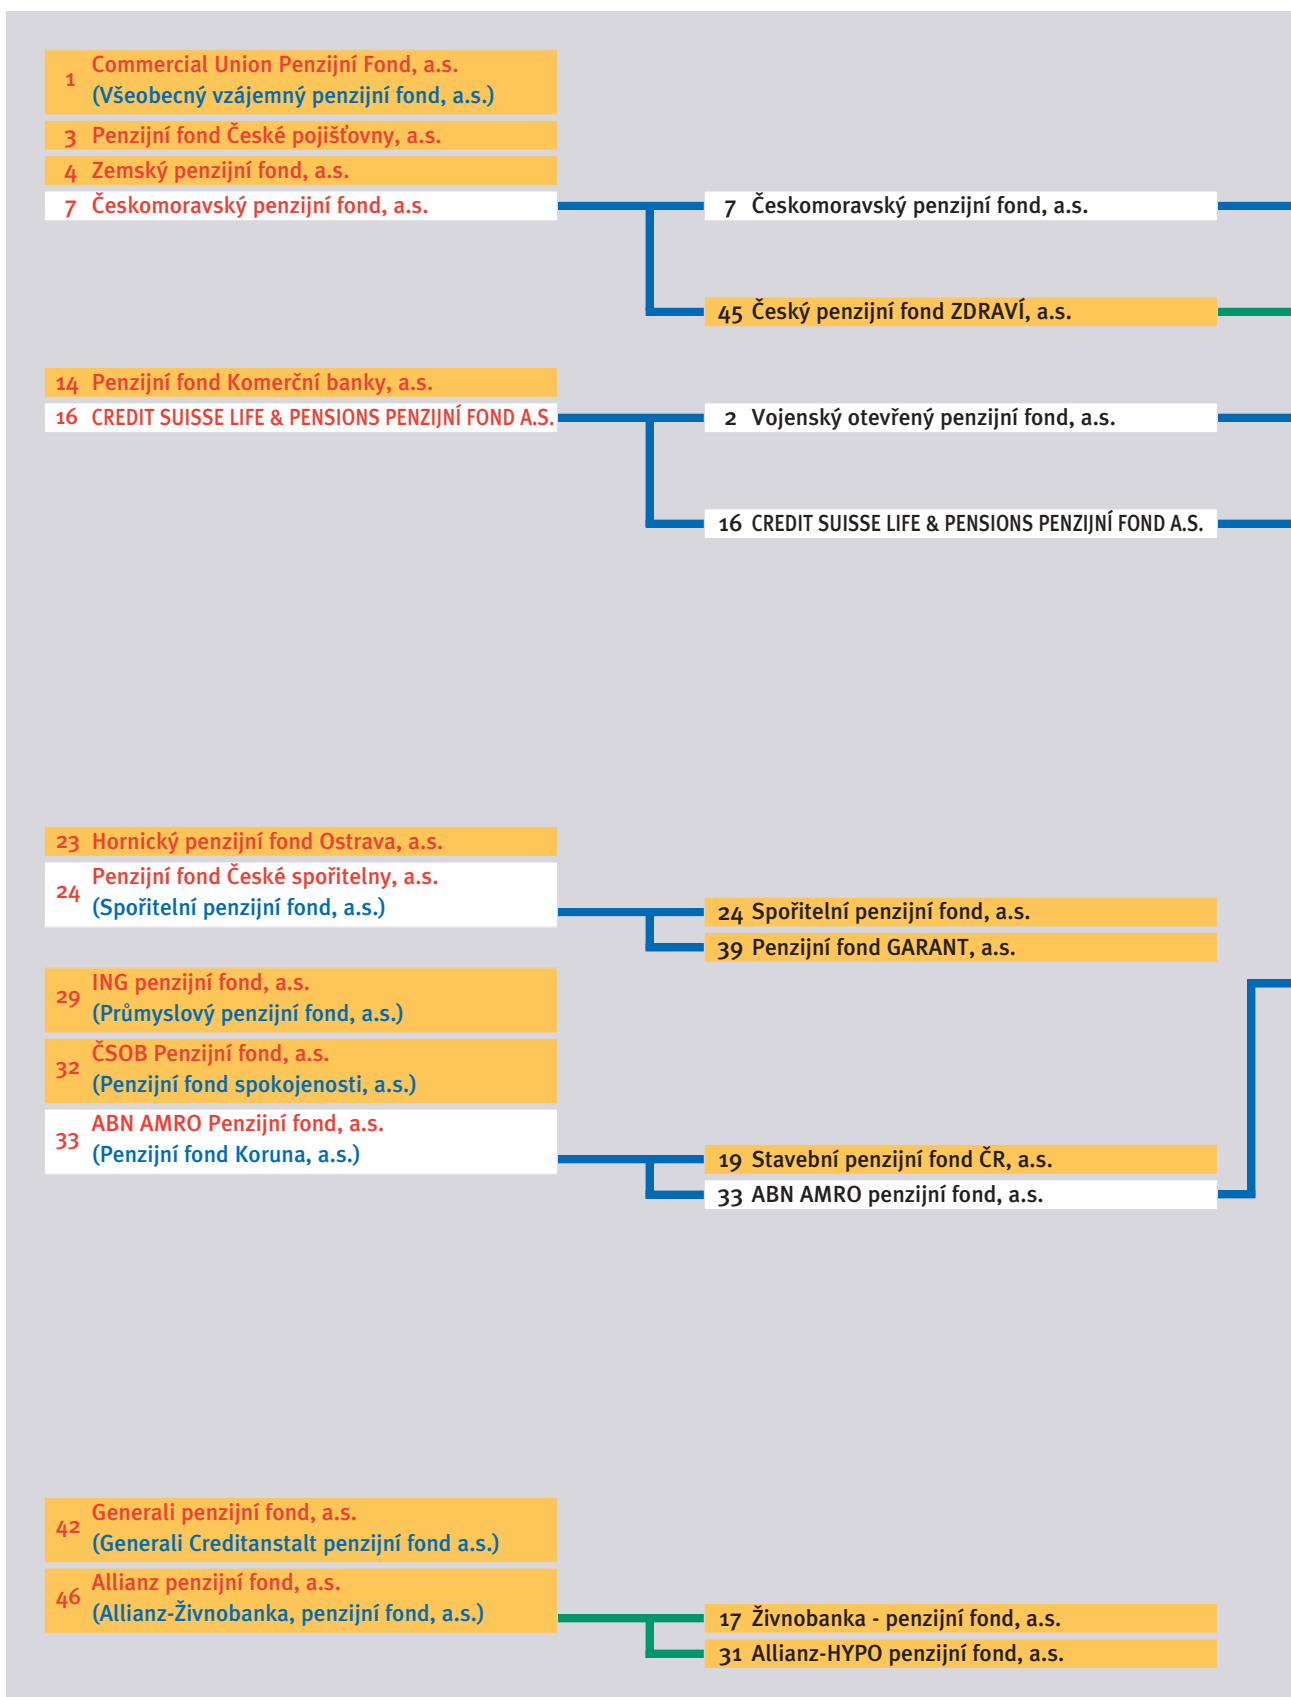 1 Commercial Union Penzijní Fond, a.s.
(Všeobecný vzájemný penzijní fond, a.s.)
3 Penzijní fond České pojišťovny, a.s.
4 Zemský penzijní fond, a.s.
7 Českomoravský penzijní fond, a.s.
7 Českomoravský penzijní fond, a.s.
45 Český penzijní fond ZDRAVÍ, a.s.
14 Penzijní fond Komerční banky, a.s.
16 CREDIT SUISSE LIFE & PENSIONS PENZIJNÍ FOND A.S.
2 Vojenský otevřený penzijní fond, a.s.
16 CREDIT SUISSE LIFE & PENSIONS PENZIJNÍ FOND A.S.
23 Hornický penzijní fond Ostrava, a.s.
24 Penzijní fond České spořitelny, a.s.
(Spořitelní penzijní fond, a.s.)
24 Spořitelní penzijní fond, a.s.
39 Penzijní fond GARANT, a.s.
29 ING penzijní fond, a.s.
(Průmyslový penzijní fond, a.s.)
32 ČSOB Penzijní fond, a.s.
(Penzijní fond spokojenosti, a.s.)
33 ABN AMRO Penzijní fond, a.s.
(Penzijní fond Koruna, a.s.)
19 Stavební penzijní fond ČR, a.s.
33 ABN AMRO penzijní fond, a.s.
42 Generali penzijní fond, a.s.
(Generali Creditanstalt penzijní fond a.s.)
46 Allianz penzijní fond, a.s.
(Allianz-Živnobanka, penzijní fond, a.s.)
17 Živnobanka - penzijní fond, a.s.
31 Allianz-HYPO penzijní fond, a.s.